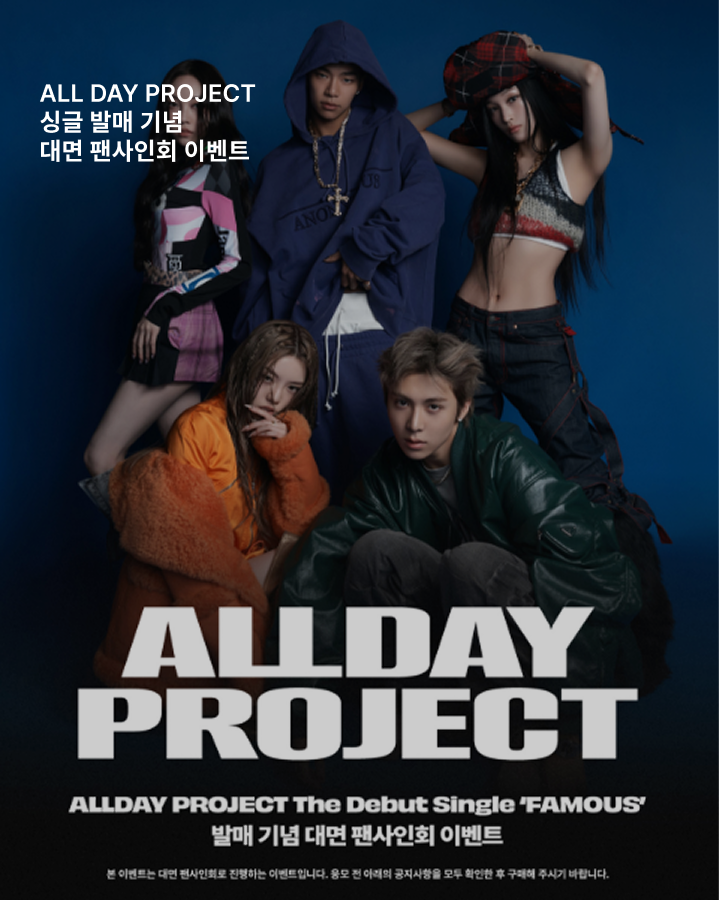 ALL DAY PROJECT
싱글 발매 기념
대면 팬사인회 이벤트
ALLDAY
PROJECT
ALLDAY PROJECT The Debut Single 'FAMOUS'
발매 기념 대면 팬사인회 이벤트
본 이벤트는 대면 팬사인회로 진행하는 이벤트입니다. 응모 전 아래의 공지사항을 모두 확인한 후 구매해 주시기 바랍니다.